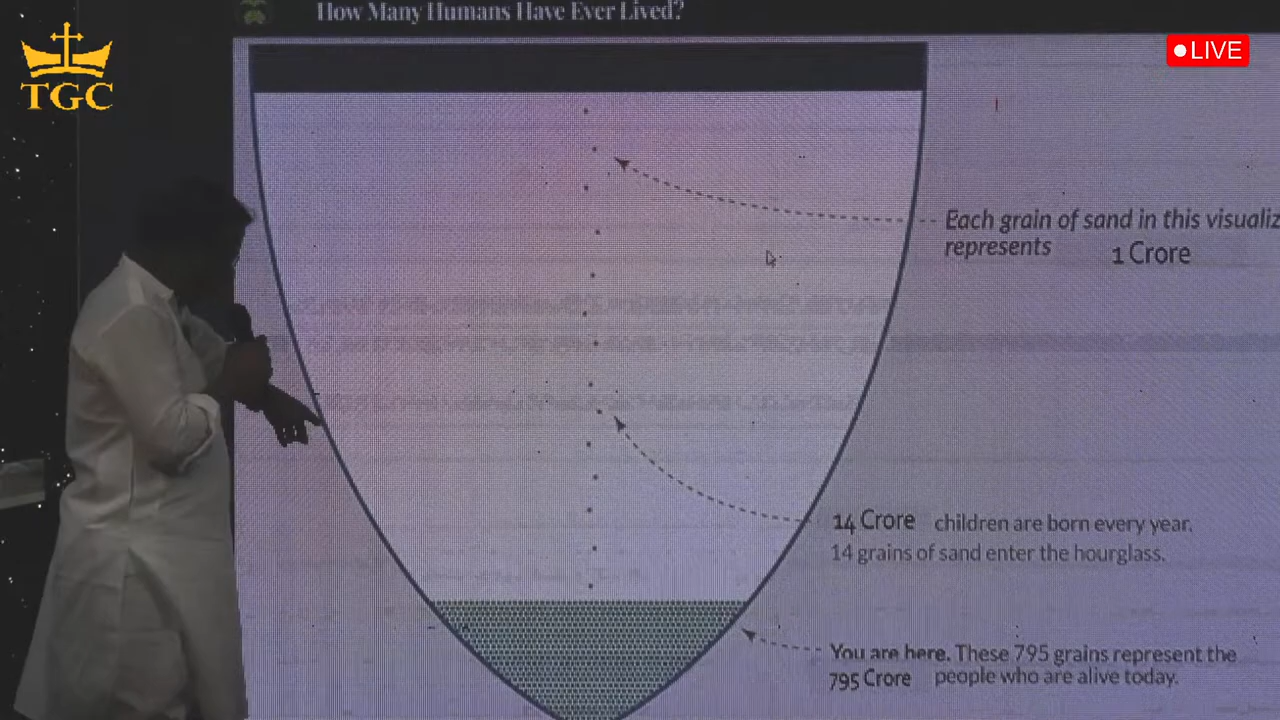 How Many Humans Have Ever Lived?
TGC
LIVE
Each grain of sand in this visualiz
represents 1 Crore
14 Crore children are born every year.
14 grains of sand enter the hourglass.
You are here. These 795 grains represent the
795 Crore people who are alive today.